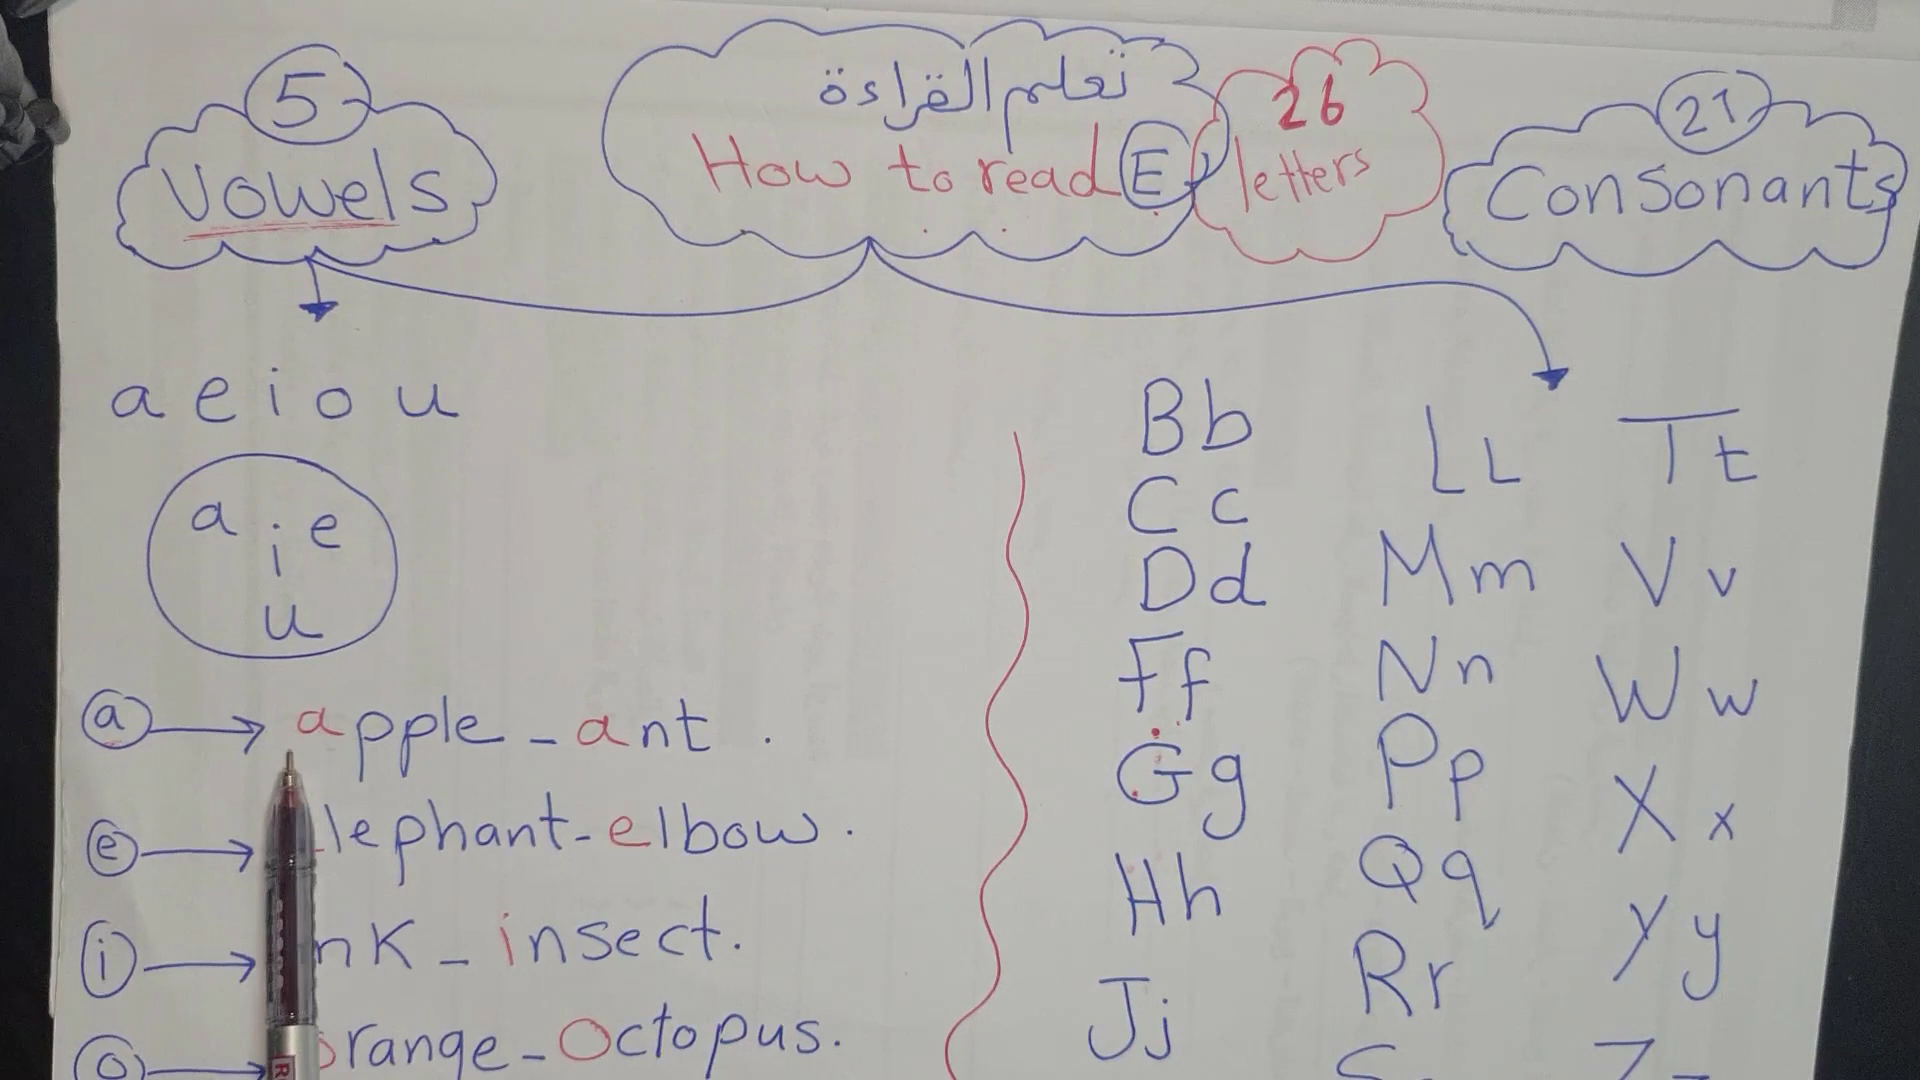 5
Vowels
تعلم القراءة
How to read E
26
letters
21
Consonants
a e i o u
a i e
u
a → apple - ant .
e → lephant - elbow .
i → nk - insect .
o → orange - octopus .
Bb
Cc
Dd
Ff
Gg
Hh
Jj
LL
Mm
Nn
Pp
Qq
Rr
Tt
Vv
Ww
Xx
Yy